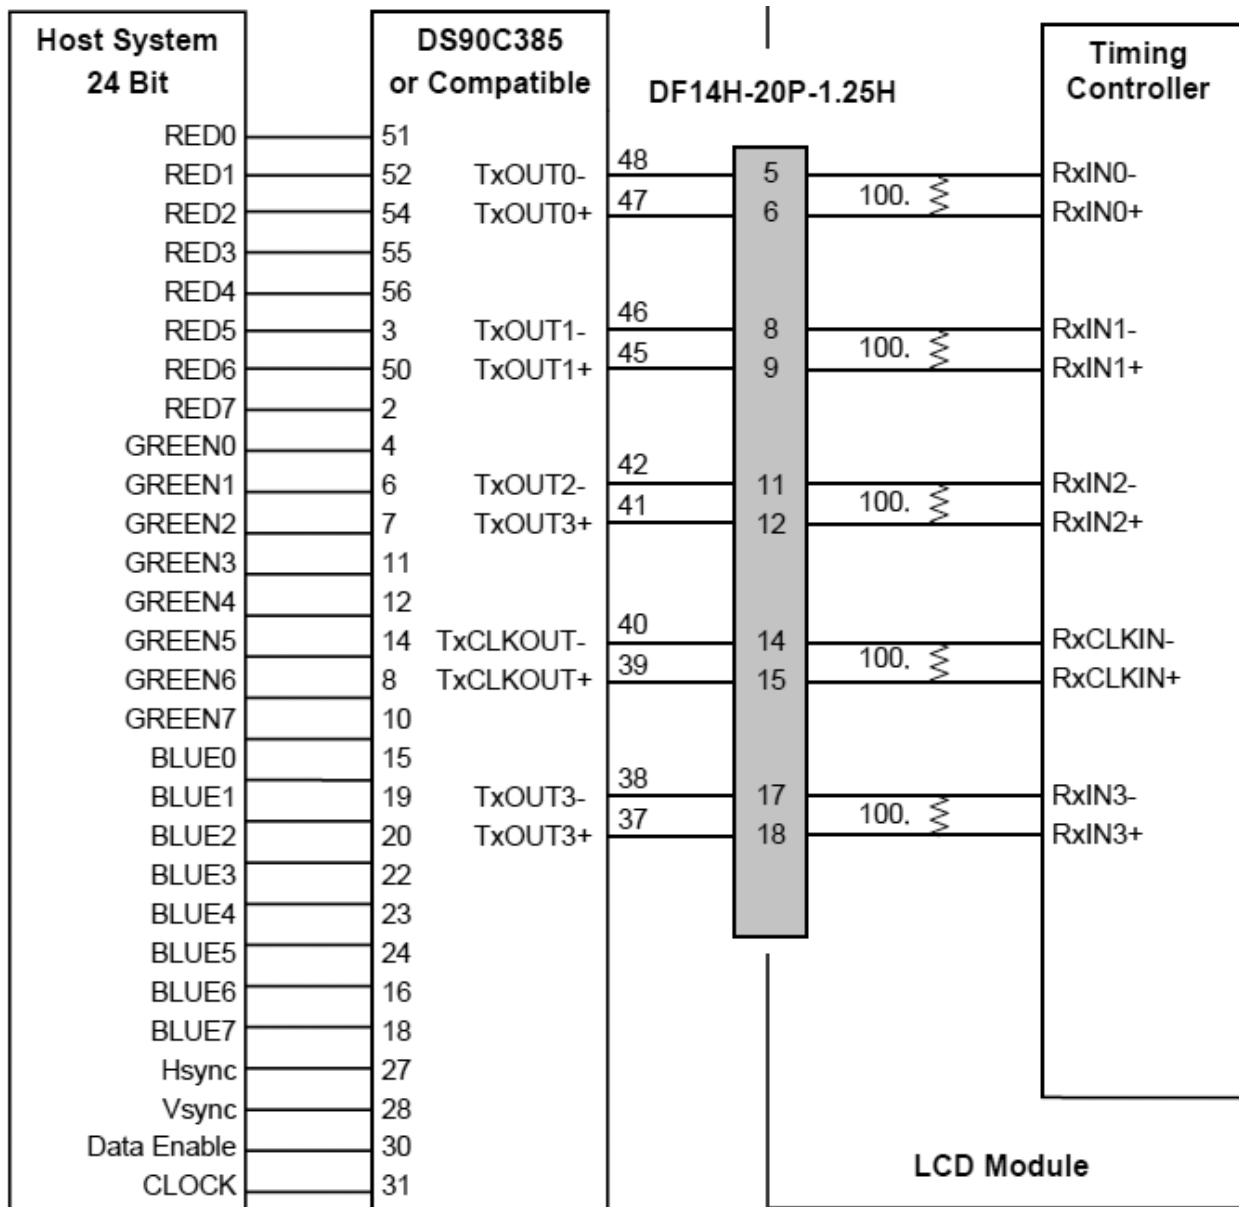 Host System
24 Bit
DS90C385
or Compatible
DF14H-20P-1.25H
Timing
Controller
RED0 51
RED1 52 TxOUT0- 48 5 RxIN0-
100.
RED2 54 TxOUT0+ 47 6 RxIN0+
RED3 55
RED4 56
RED5 3 TxOUT1- 46 8 RxIN1-
100.
RED6 50 TxOUT1+ 45 9 RxIN1+
RED7 2
GREEN0 4
GREEN1 6 TxOUT2- 42 11 RxIN2-
100.
GREEN2 7 TxOUT3+ 41 12 RxIN2+
GREEN3 11
GREEN4 12
GREEN5 14 TxCLKOUT- 40 14 RxCLKIN-
100.
GREEN6 8 TxCLKOUT+ 39 15 RxCLKIN+
GREEN7 10
BLUE0 15
BLUE1 19 TxOUT3- 38 17 RxIN3-
100.
BLUE2 20 TxOUT3+ 37 18 RxIN3+
BLUE3 22
BLUE4 23
BLUE5 24
BLUE6 16
BLUE7 18
Hsync 27
Vsync 28
Data Enable 30
CLOCK 31
LCD Module